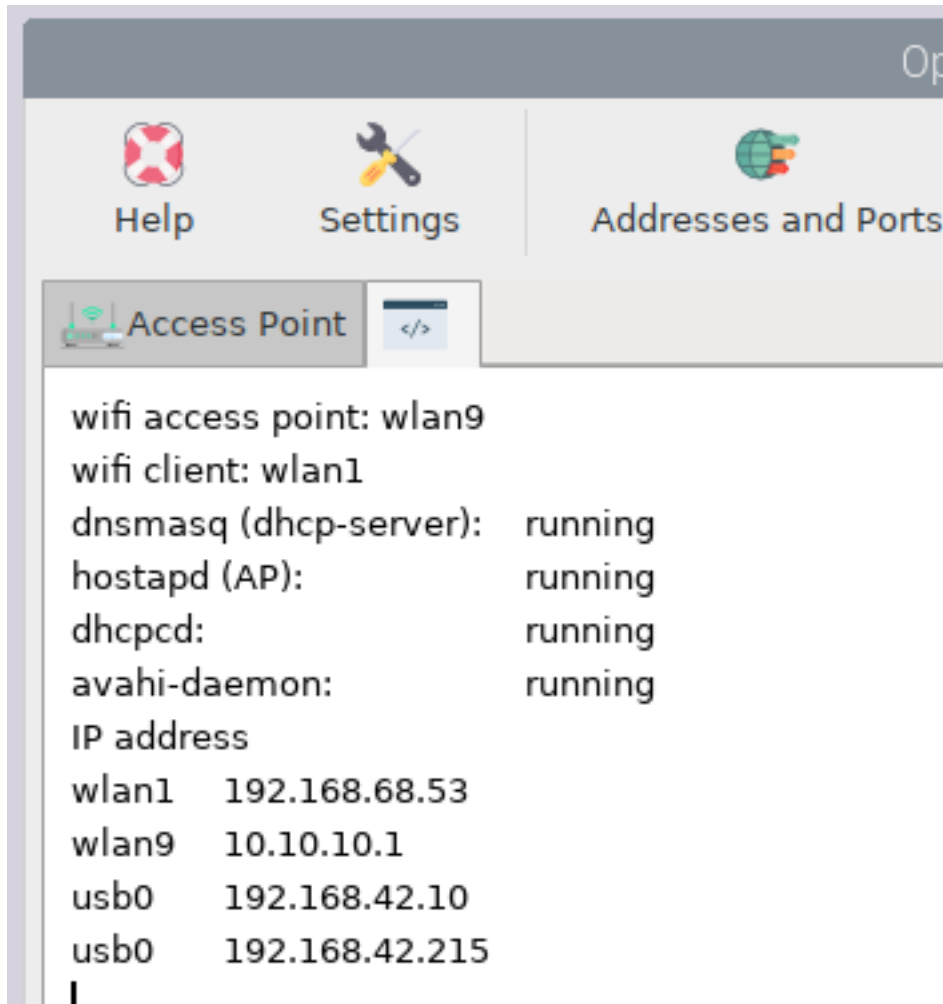 Op
Help Settings Addresses and Ports
Access Point </>
wifi access point: wlan9
wifi client: wlan1
dnsmasq (dhcp-server): running
hostapd (AP): running
dhcpcd: running
avahi-daemon: running
IP address
wlan1 192.168.68.53
wlan9 10.10.10.1
usb0 192.168.42.10
usb0 192.168.42.215